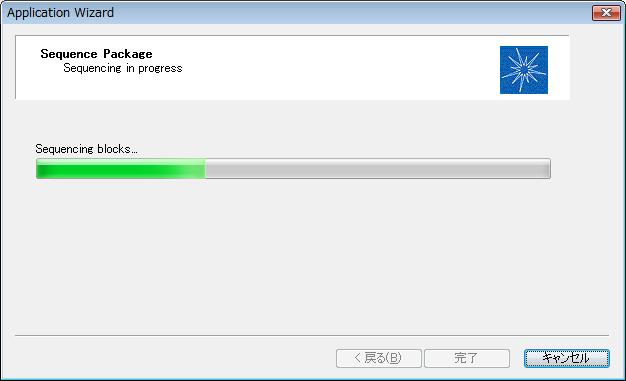 Application Wizard
Sequence Package
Sequencing in progress
Sequencing blocks...
< 戻る(B)
完了
キャンセル